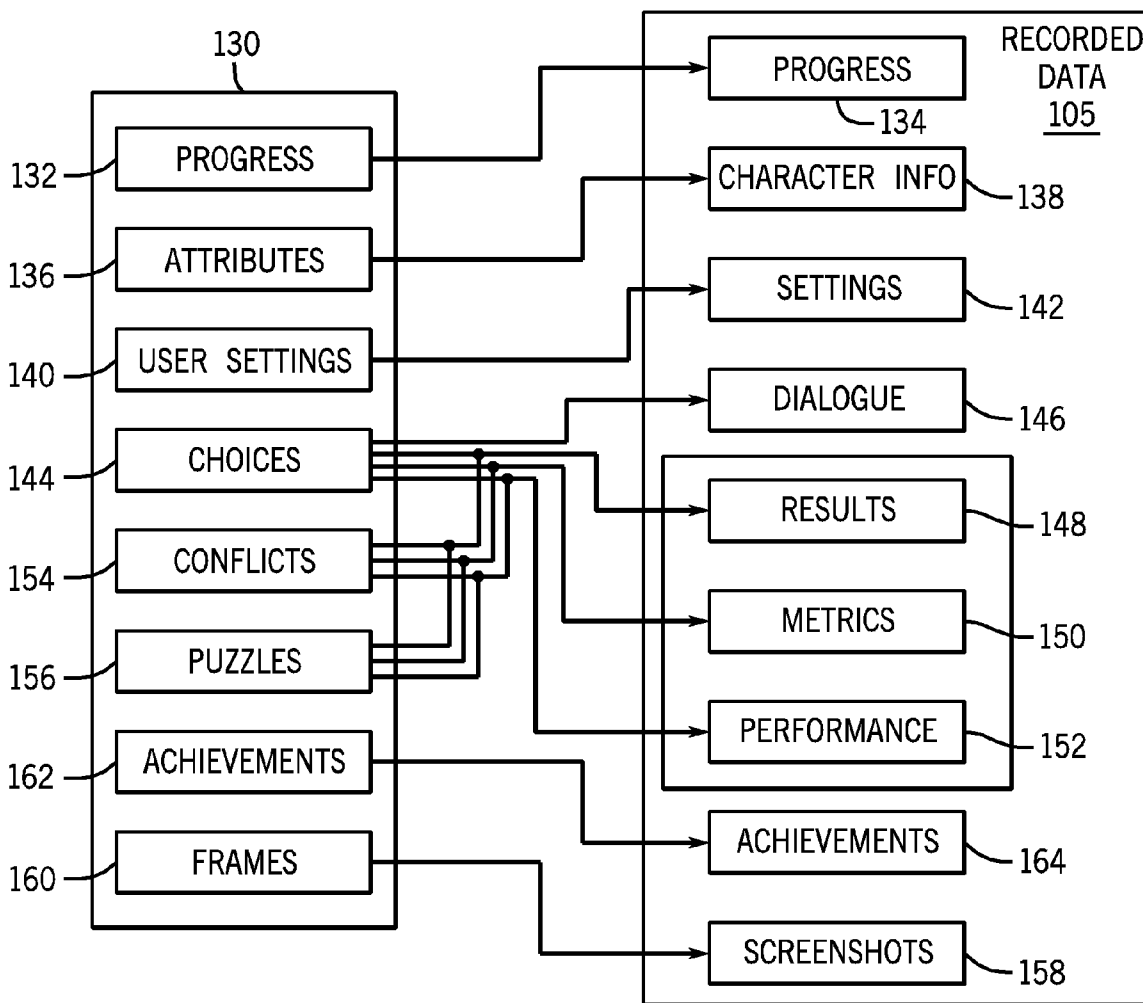 130
132
PROGRESS
136
ATTRIBUTES
140
USER SETTINGS
144
CHOICES
154
CONFLICTS
156
PUZZLES
162
ACHIEVEMENTS
160
FRAMES
RECORDED
DATA
105
PROGRESS
134
CHARACTER INFO
138
SETTINGS
142
DIALOGUE
146
RESULTS
148
METRICS
150
PERFORMANCE
152
ACHIEVEMENTS
164
SCREENSHOTS
158